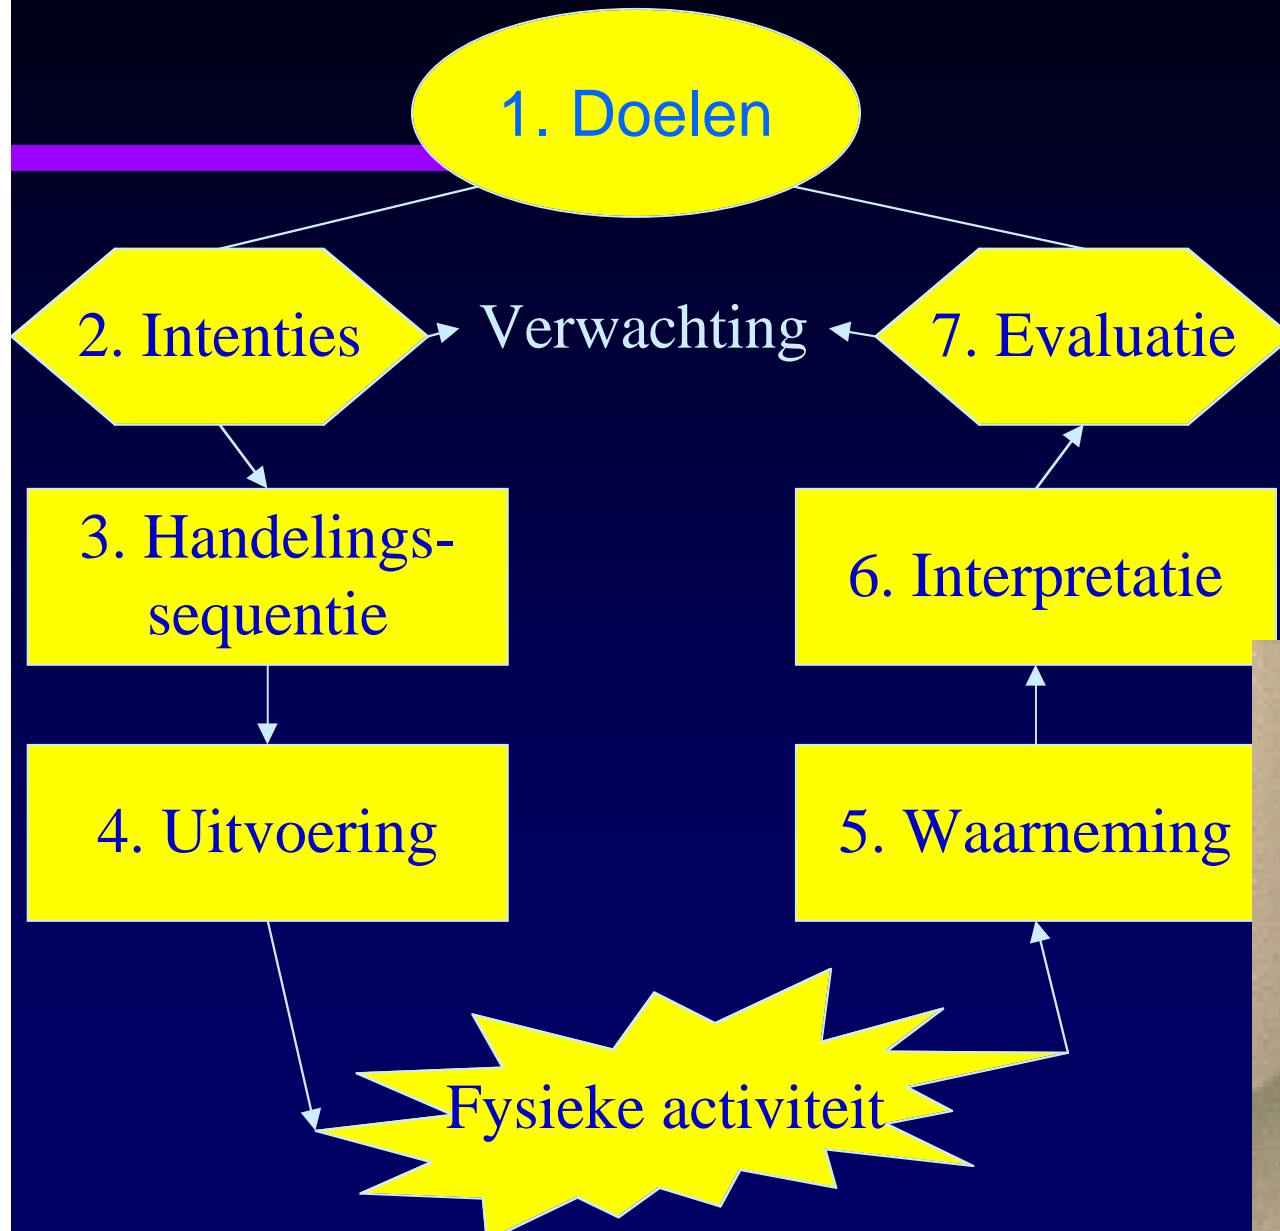 1. Doelen
2. Intenties
Verwachting
7. Evaluatie
3. Handelings-
sequentie
6. Interpretatie
4. Uitvoering
5. Waarneming
Fysieke activiteit